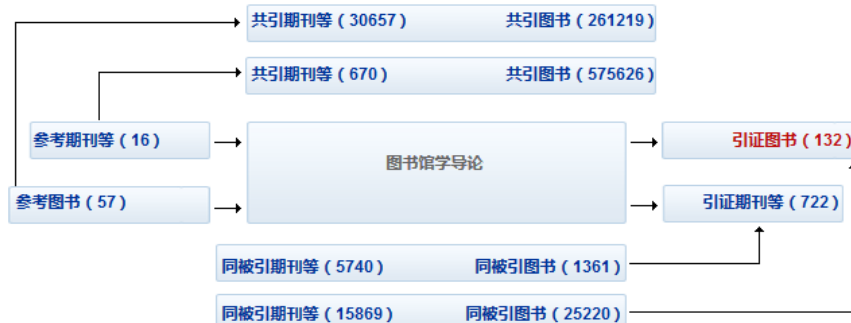 共引期刊等 ( 30657 ) 共引图书 ( 261219 )
共引期刊等 ( 670 ) 共引图书 ( 575626 )
参考期刊等 ( 16 )
引证图书 ( 132 )
图书馆学导论
参考图书 ( 57 )
引证期刊等 ( 722 )
同被引期刊等 ( 5740 ) 同被引图书 ( 1361 )
同被引期刊等 ( 15869 ) 同被引图书 ( 25220 )